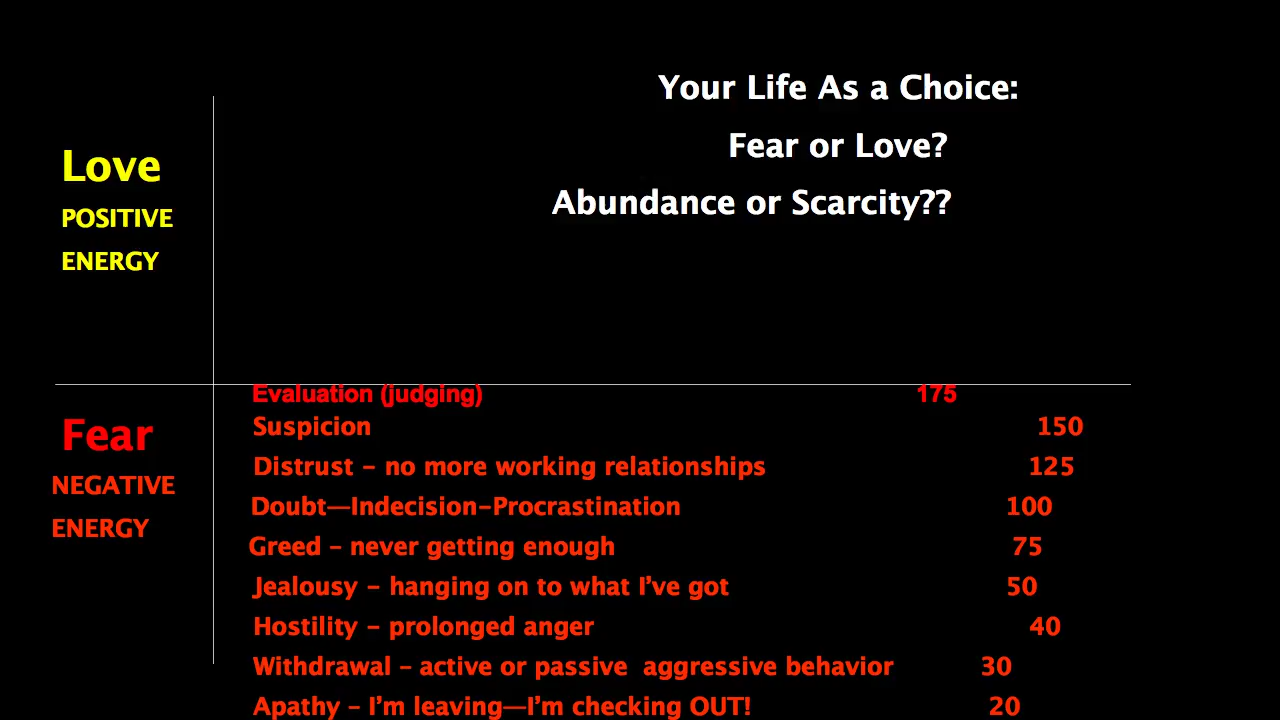 Your Life As a Choice:
Fear or Love?
Abundance or Scarcity??
Love
POSITIVE
ENERGY
Fear
NEGATIVE
ENERGY
Evaluation (judging) 175
Suspicion 150
Distrust – no more working relationships 125
Doubt—Indecision–Procrastination 100
Greed – never getting enough 75
Jealousy – hanging on to what I’ve got 50
Hostility – prolonged anger 40
Withdrawal – active or passive  aggressive behavior 30
Apathy – I’m leaving—I’m checking OUT! 20